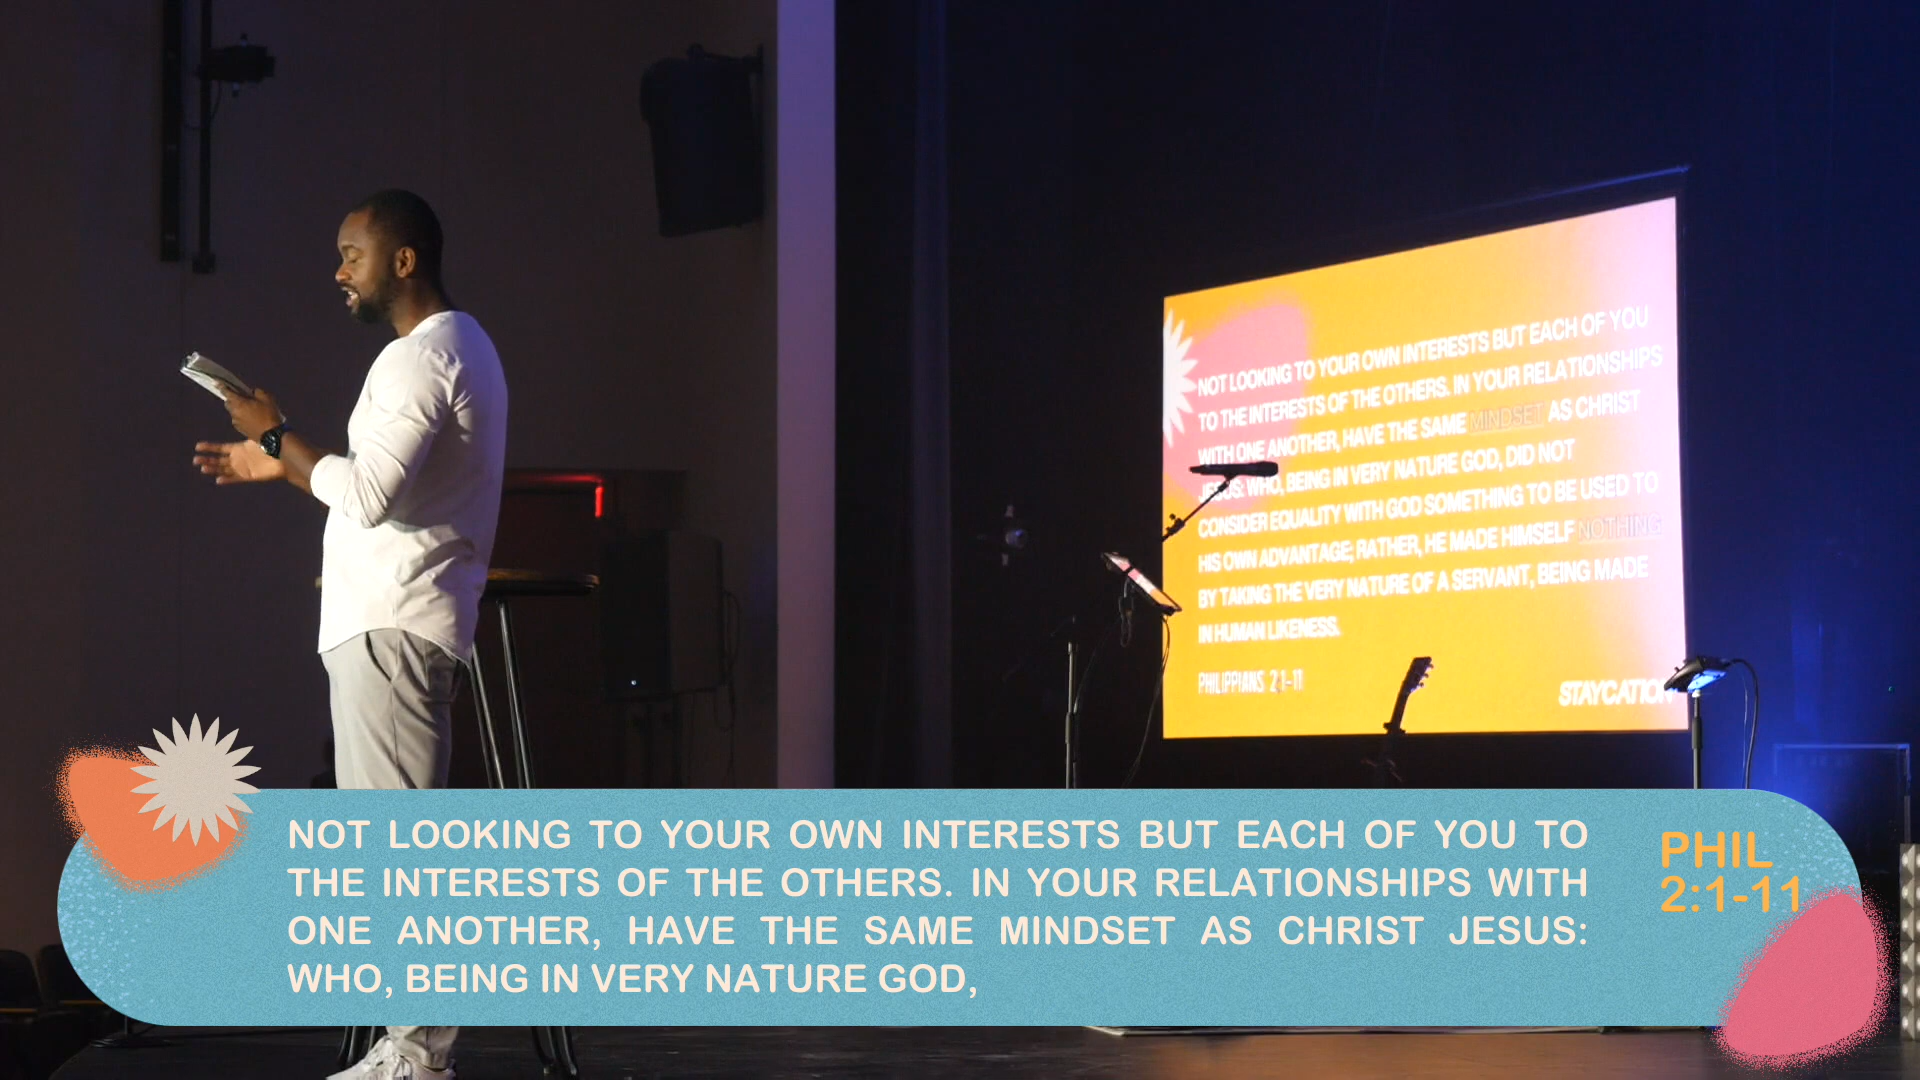 NOT LOOKING TO YOUR OWN INTERESTS BUT EACH OF YOU
TO THE INTERESTS OF THE OTHERS. IN YOUR RELATIONSHIPS
WITH ONE ANOTHER, HAVE THE SAME MINDSET AS CHRIST
JESUS: WHO, BEING IN VERY NATURE GOD, DID NOT
CONSIDER EQUALITY WITH GOD SOMETHING TO BE USED TO
HIS OWN ADVANTAGE; RATHER, HE MADE HIMSELF NOTHING
BY TAKING THE VERY NATURE OF A SERVANT, BEING MADE
IN HUMAN LIKENESS.
PHILIPPIANS 2:1-11
STAYCATION
NOT LOOKING TO YOUR OWN INTERESTS BUT EACH OF YOU TO
THE INTERESTS OF THE OTHERS. IN YOUR RELATIONSHIPS WITH
ONE ANOTHER, HAVE THE SAME MINDSET AS CHRIST JESUS:
WHO, BEING IN VERY NATURE GOD,
PHIL
2:1-11